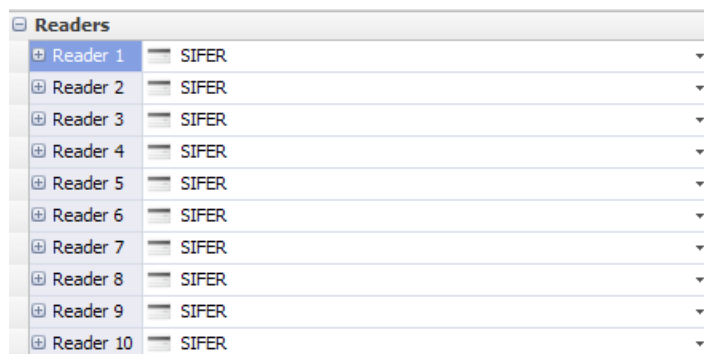 Readers
Reader 1 SIFER
Reader 2 SIFER
Reader 3 SIFER
Reader 4 SIFER
Reader 5 SIFER
Reader 6 SIFER
Reader 7 SIFER
Reader 8 SIFER
Reader 9 SIFER
Reader 10 SIFER